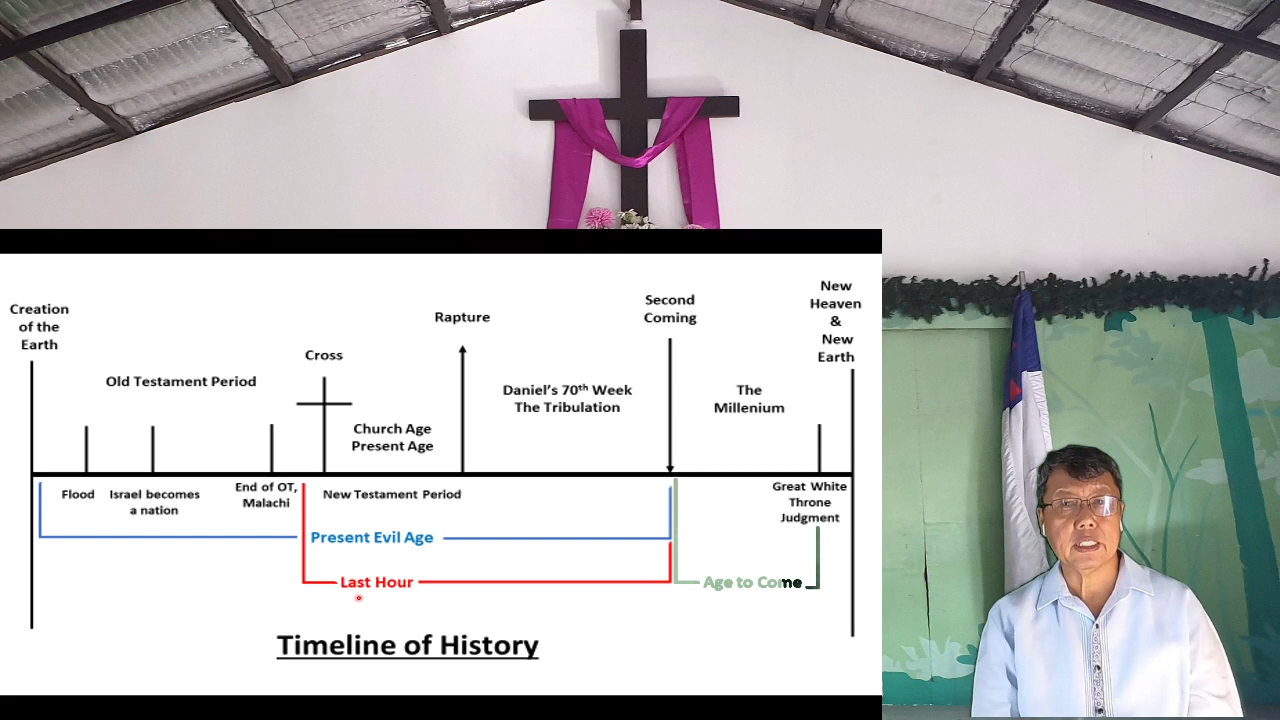 Creation
of the
Earth
Old Testament Period
Cross
Rapture
Second
Coming
New
Heaven
&
New
Earth
Church Age
Present Age
Daniel's 70th Week
The Tribulation
The
Millenium
Flood
Israel becomes
a nation
End of OT,
Malachi
New Testament Period
Great White
Throne
Judgment
Present Evil Age
Last Hour
Age to Come
Timeline of History